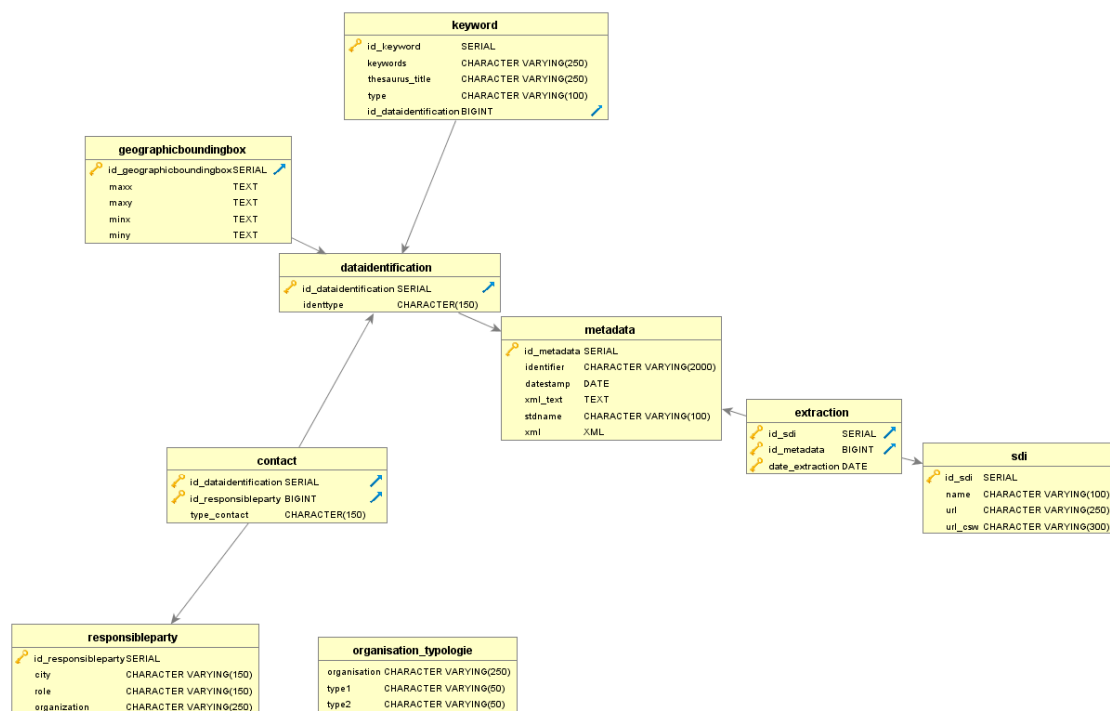 keyword
id_keyword SERIAL
keywords CHARACTER VARYING(250)
thesaurus_title CHARACTER VARYING(250)
type CHARACTER VARYING(100)
id_dataidentification BIGINT
geographicboundingbox
id_geographicboundingbox SERIAL
maxx TEXT
maxy TEXT
minx TEXT
miny TEXT
dataidentification
id_dataidentification SERIAL
identtype CHARACTER(150)
metadata
id_metadata SERIAL
identifier CHARACTER VARYING(2000)
datestamp DATE
xml_text TEXT
stdname CHARACTER VARYING(100)
xml XML
extraction
id_sdi SERIAL
id_metadata BIGINT
date_extraction DATE
sdi
id_sdi SERIAL
name CHARACTER VARYING(100)
url CHARACTER VARYING(250)
url_csw CHARACTER VARYING(300)
contact
id_dataidentification SERIAL
id_responsibleparty BIGINT
type_contact CHARACTER(150)
responsibleparty
id_responsibleparty SERIAL
city CHARACTER VARYING(150)
role CHARACTER VARYING(150)
organization CHARACTER VARYING(250)
organisation_typologie
organisation CHARACTER VARYING(250)
type1 CHARACTER VARYING(50)
type2 CHARACTER VARYING(50)